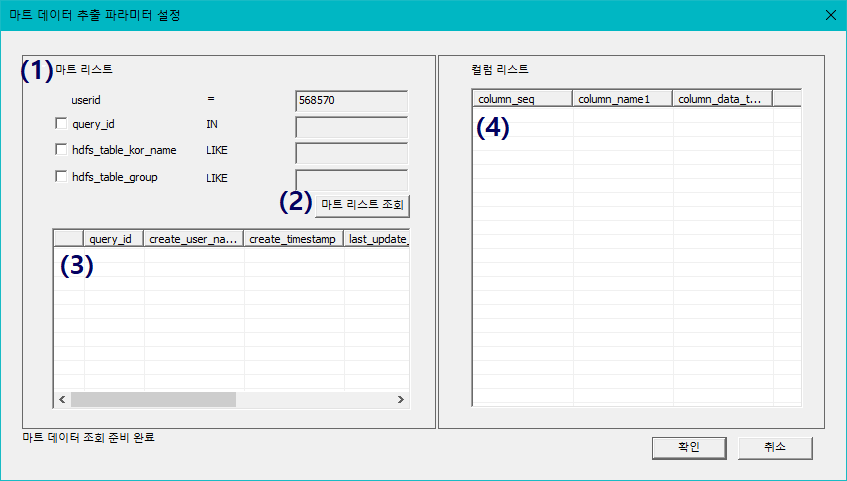 마트 데이터 추출 파라미터 설정
(1) 마트 리스트
userid = 568570
query_id IN
hdfs_table_kor_name LIKE
hdfs_table_group LIKE
(2) 마트 리스트 조회
query_id create_user_na... create_timestamp last_update_
(3)
컬럼 리스트
column_seq column_name1 column_data_t...
(4)
마트 데이터 조회 준비 완료
확인 취소